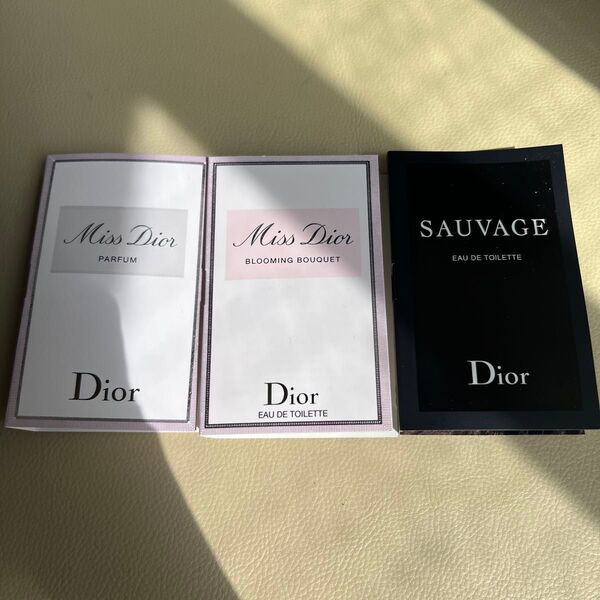 Miss Dior
PARFUM
Dior
Miss Dior
BLOOMING BOUQUET
Dior
EAU DE TOILETTE
SAUVAGE
EAU DE TOILETTE
Dior